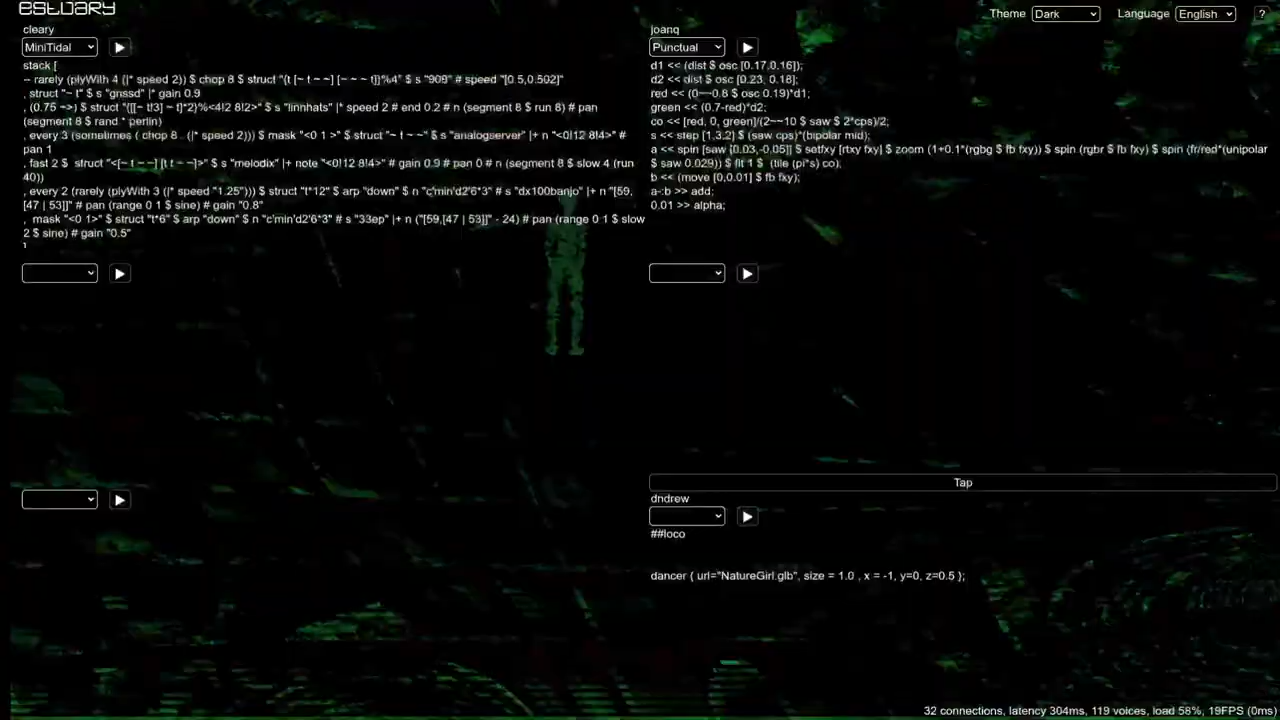 estuary
Theme Dark Language English ?
cleary
MiniTidal
stack [
-- rarely (plyWith 4 (|* speed 2)) $ chop 8 $ struct "{t [~ t ~ ~] [~ ~ ~ t]}%4" $ s "909" # speed "[0.5,0.502]"
, struct "~ t" $ s "gnssd" |* gain 0.9
, (0.75 ~>) $ struct "{[[~ t!3] ~ t]*2}%<4!2 8!2>" $ s "linnhats" |* speed 2 # end 0.2 # n (segment 8 $ run 8) # pan
(segment 8 $ rand * perlin)
, every 3 (sometimes ( chop 8 . (|* speed 2))) $ mask "<0 1 >" $ struct "~ t ~ ~" $ s "analogserver" |+ n "<0!12 8!4>" #
pan 1
, fast 2 $ struct "<[~ t ~ ~] [t t ~ ~]>" $ s "melodix" |+ note "<0!12 8!4>" # gain 0.9 # pan 0 # n (segment 8 $ slow 4 (run
40))
, every 2 (rarely (plyWith 3 (|* speed "1.25"))) $ struct "t*12" $ arp "down" $ n "c'min'd2'6*3" # s "dx100banjo" |+ n "[59,
[47 | 53]]" # pan (range 0 1 $ sine) # gain "0.8"
, mask "<0 1>" $ struct "t*6" $ arp "down" $ n "c'min'd2'6*3" # s "33ep" |+ n ("[59,[47 | 53]]" - 24) # pan (range 0 1 $ slow
2 $ sine) # gain "0.5"
]
joanq
Punctual
d1 << (dist $ osc [0.17,0.16]);
d2 << dist $ osc [0.23, 0.18];
red << (0~~0.8 $ osc 0.19)*d1;
green << (0.7-red)*d2;
co << [red, 0, green]/(2~~10 $ saw $ 2*cps)/2;
s << step [1,3,2] $ (saw cps)*(bipolar mid);
a << spin [saw [0.03,-0.05]] $ setfxy [rtxy fxy] $ zoom (1+0.1*(rgbg $ fb fxy)) $ spin (rgbr $ fb fxy) $ spin (fr/red*(unipolar
$ saw 0.029)) $ fit 1 $ (tile (pi*s) co);
b << (move [0,0.01] $ fb fxy);
a-:b >> add;
0.01 >> alpha;
Tap
dndrew
##loco
dancer { url="NatureGirl.glb", size = 1.0 , x = -1, y=0, z=0.5 };
32 connections, latency 304ms, 119 voices, load 58%, 19FPS (0ms)